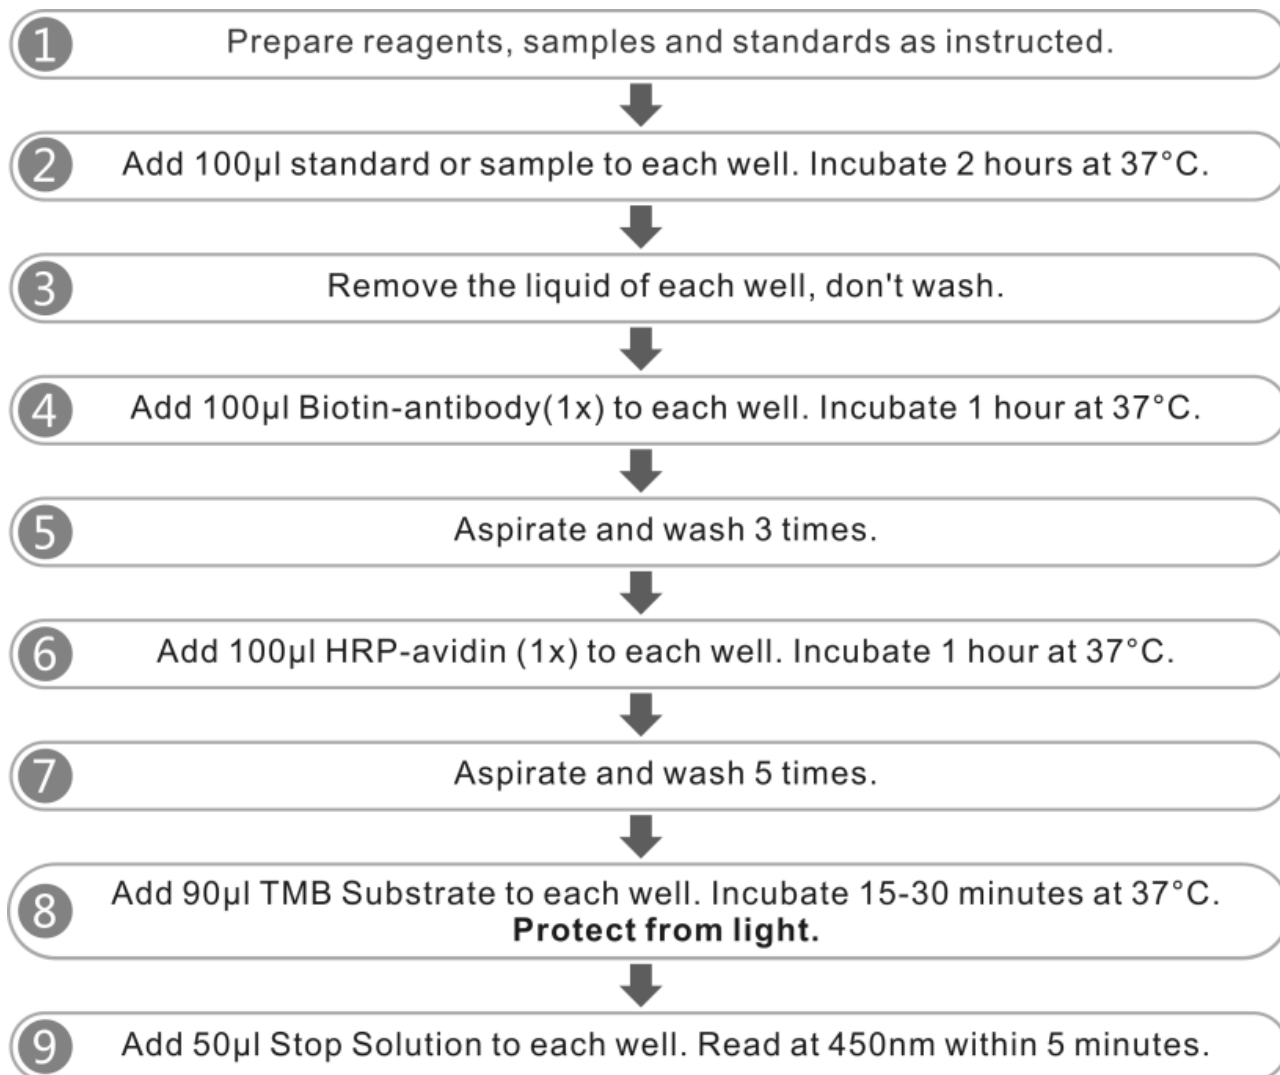 1 Prepare reagents, samples and standards as instructed.
2 Add 100μl standard or sample to each well. Incubate 2 hours at 37°C.
3 Remove the liquid of each well, don't wash.
4 Add 100μl Biotin-antibody(1x) to each well. Incubate 1 hour at 37°C.
5 Aspirate and wash 3 times.
6 Add 100μl HRP-avidin (1x) to each well. Incubate 1 hour at 37°C.
7 Aspirate and wash 5 times.
8 Add 90μl TMB Substrate to each well. Incubate 15-30 minutes at 37°C.
Protect from light.
9 Add 50μl Stop Solution to each well. Read at 450nm within 5 minutes.